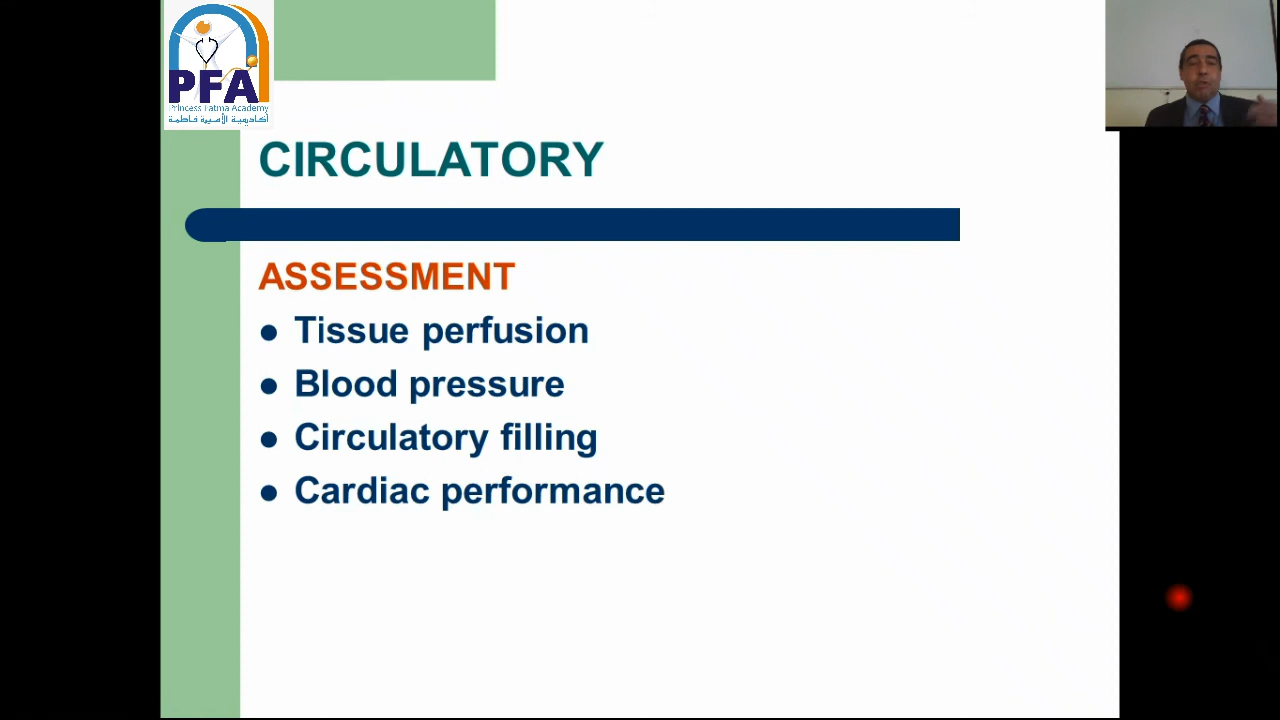 PFA
Princess Fatma Academy
أكاديمية الأميرة فاطمة
CIRCULATORY
ASSESSMENT
● Tissue perfusion
● Blood pressure
● Circulatory filling
● Cardiac performance